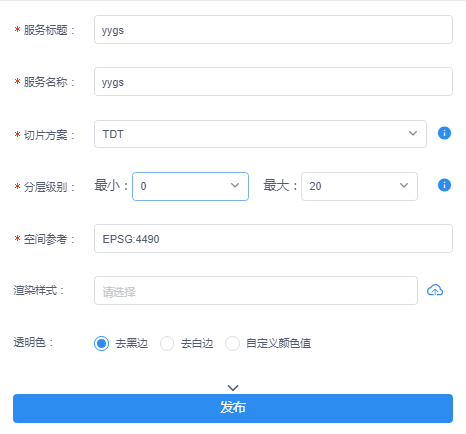 * 服务标题： yygs
* 服务名称： yygs
* 切片方案： TDT
* 分层级别： 最小： 0 最大： 20
* 空间参考： EPSG:4490
渲染样式： 请选择
透明色： 去黑边 去白边 自定义颜色值
发布